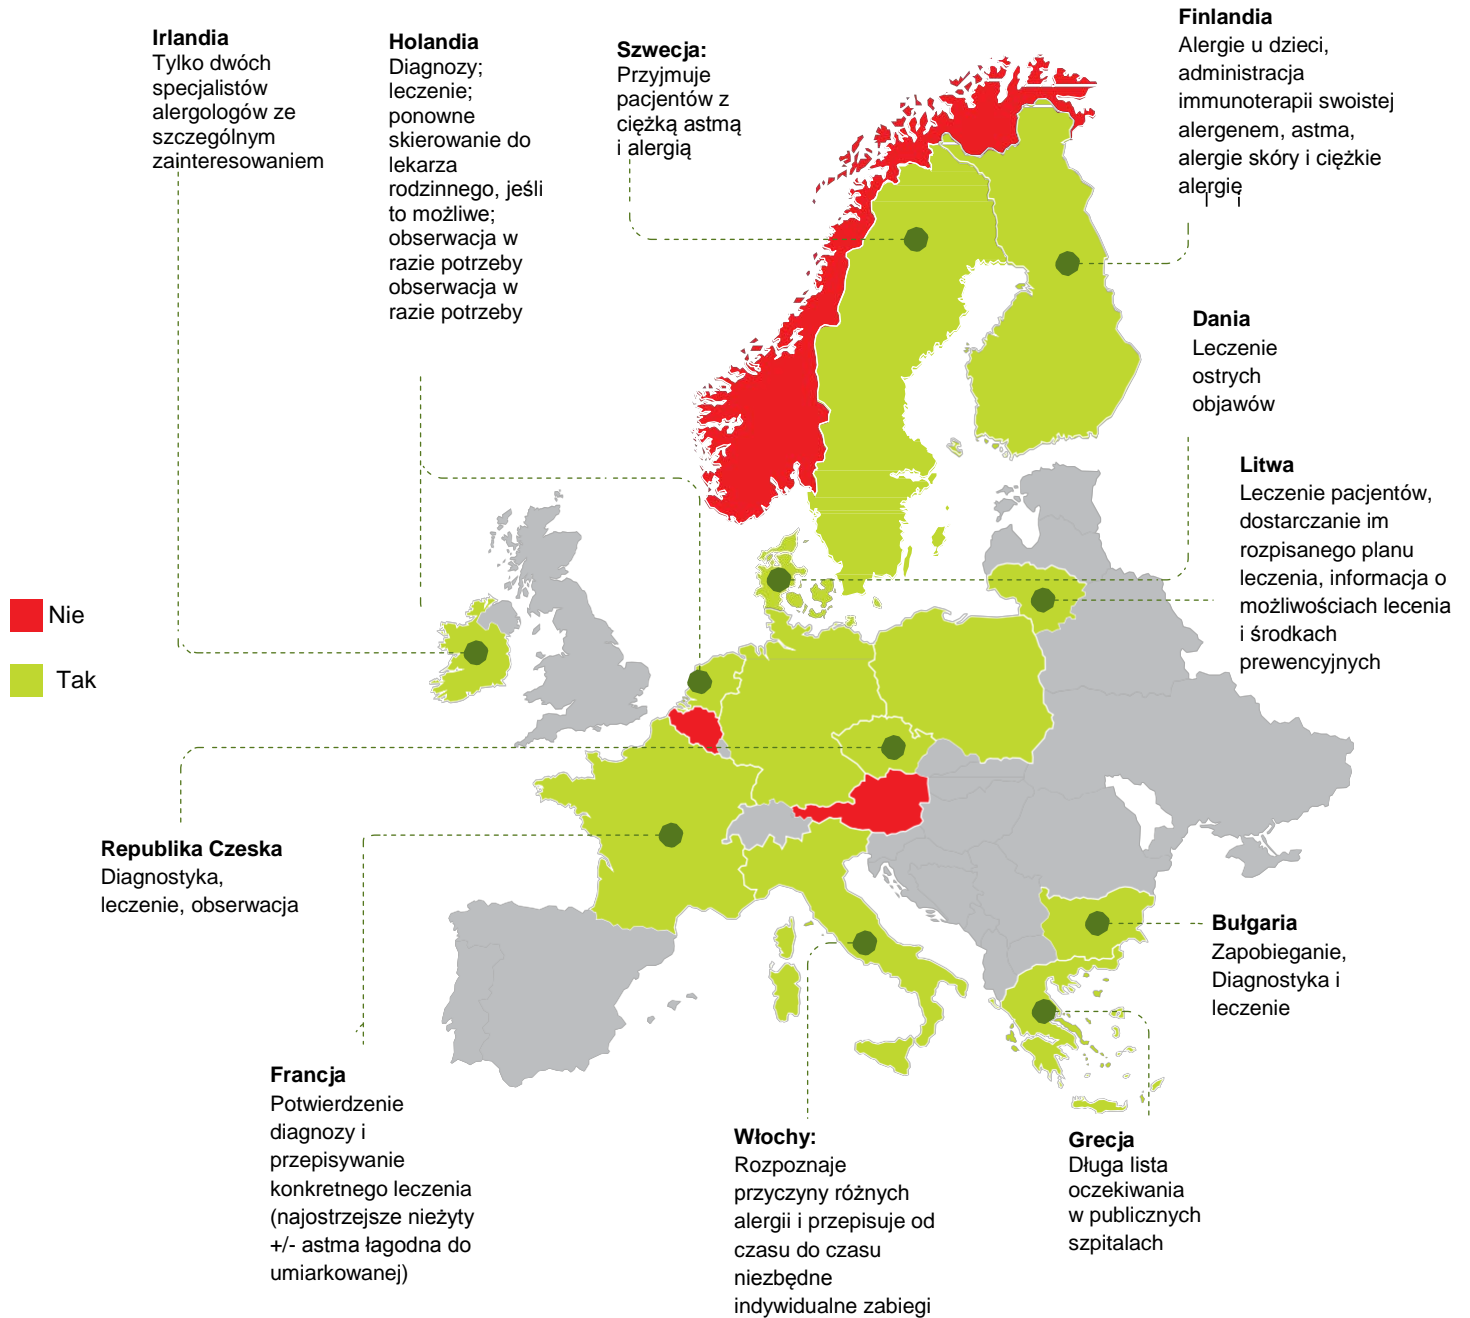 Irlandia
Tylko dwóch
specjalistów
alergologów ze
szczególnym
zainteresowaniem
Holandia
Diagnozy;
leczenie;
ponowne
skierowanie do
lekarza
rodzinnego, jeśli
to możliwe;
obserwacja w
razie potrzeby
obserwacja w
razie potrzeby
Szwecja:
Przyjmuje
pacjentów z
ciężką astmą
i alergią
Finlandia
Alergie u dzieci,
administracja
immunoterapii swoistej
alergenem, astma,
alergie skóry i ciężkie
alergię
Dania
Leczenie
ostrych
objawów
Litwa
Leczenie pacjentów,
dostarczanie im
rozpisanego planu
leczenia, informacja o
możliwościach lecenia
i środkach
prewencyjnych
Nie
Tak
Republika Czeska
Diagnostyka,
leczenie, obserwacja
Bułgaria
Zapobieganie,
Diagnostyka i
leczenie
Francja
Potwierdzenie
diagnozy i
przepisywanie
konkretnego leczenia
(najostrzejsze nieżyty
+/- astma łagodna do
umiarkowanej)
Włochy:
Rozpoznaje
przyczyny różnych
alergii i przepisuje od
czasu do czasu
niezbędne
indywidualne zabiegi
Grecja
Długa lista
oczekiwania
w publicznych
szpitalach